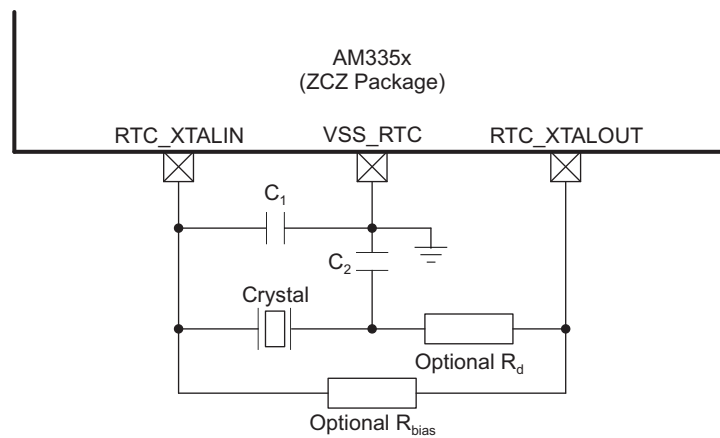 AM335x
(ZCZ Package)
RTC_XTALIN
VSS_RTC
RTC_XTALOUT
C1
C2
Crystal
Optional Rd
Optional Rbias